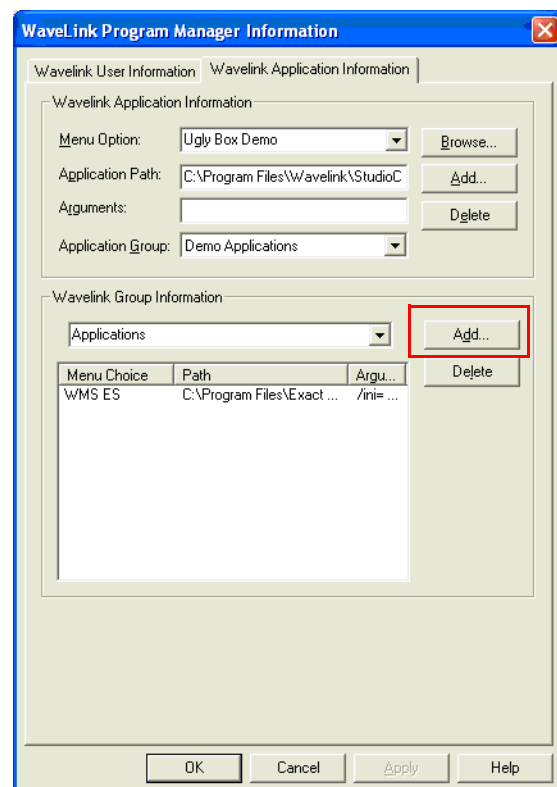 WaveLink Program Manager Information
Wavelink User Information
Wavelink Application Information
Wavelink Application Information
Menu Option:
Ugly Box Demo
Browse...
Application Path:
C:\Program Files\Wavelink\StudioC
Add...
Arguments:
Delete
Application Group:
Demo Applications
Wavelink Group Information
Applications
Add...
Delete
Menu Choice Path Argu...
WMS ES C:\Program Files\Exact ... /ini= ...
OK Cancel Apply Help